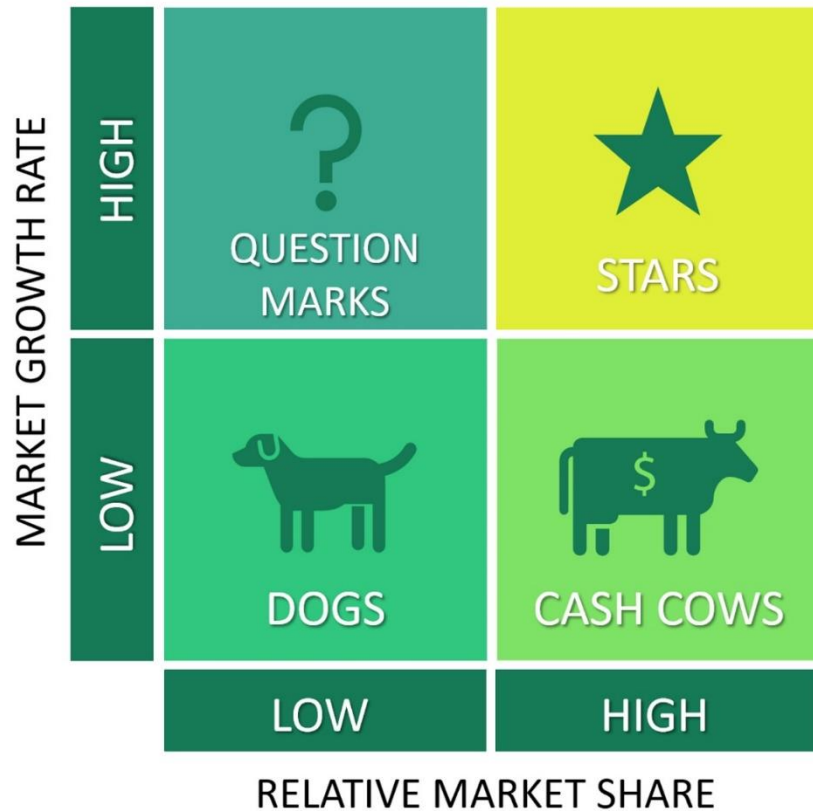 MARKET GROWTH RATE
HIGH
?
QUESTION
MARKS
STARS
LOW
DOGS
$
CASH COWS
LOW
HIGH
RELATIVE MARKET SHARE